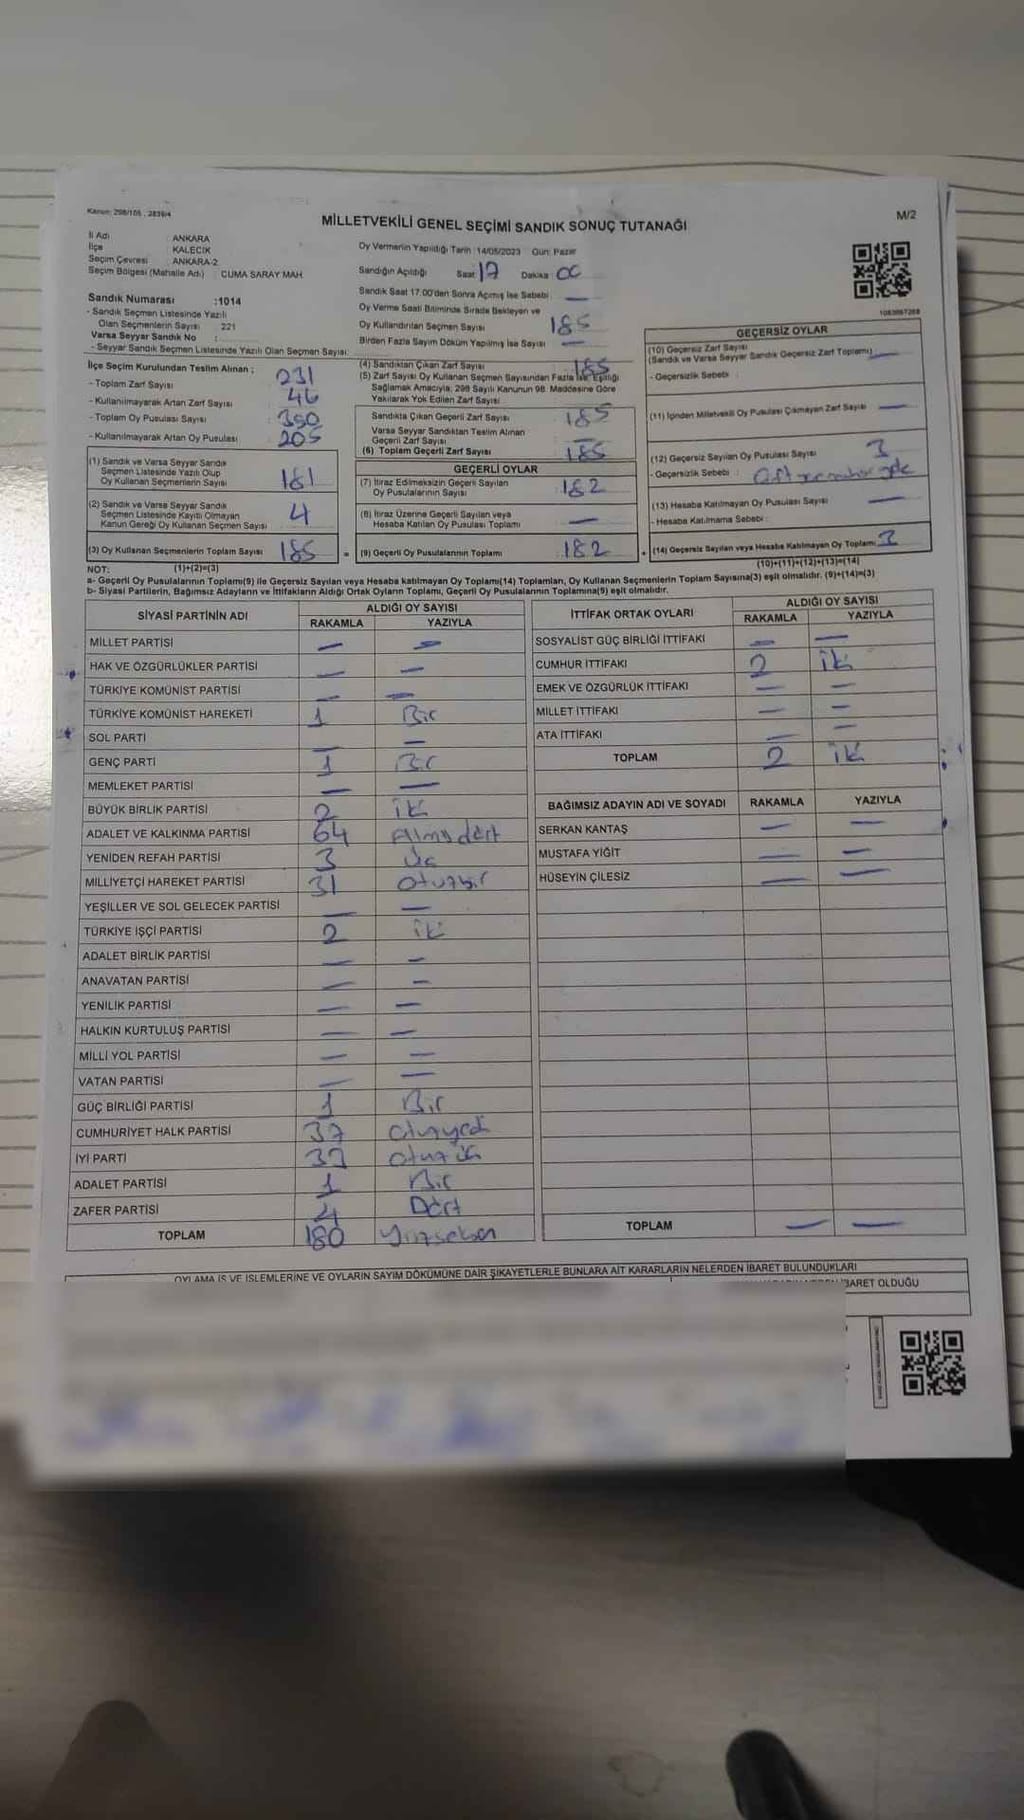 Kanun: 298/105 , 2839/4
MİLLETVEKİLİ GENEL SEÇİMİ SANDIK SONUÇ TUTANAĞI
M/2
İl Adı : ANKARA
İlçe : KALECİK
Seçim Çevresi : ANKARA-2
Seçim Bölgesi (Mahalle Adı) : CUMA SARAY MAH.
Sandık Numarası :1014
- Sandık Seçmen Listesinde Yazılı
Olan Seçmenlerin Sayısı : 221
Varsa Seyyar Sandık No :
- Seyyar Sandık Seçmen Listesinde Yazılı Olan Seçmen Sayısı:
Oy Vermenin Yapıldığı Tarih : 14/05/2023 Gün: Pazar
Sandığın Açıldığı Saat: 17 Dakika: 00
Sandık Saat 17.00'den Sonra Açılmış İse Sebebi : —
Oy Verme Saati Bitiminde Sırada Bekleyen ve
Oy Kullandırılan Seçmen Sayısı 185
Birden Fazla Sayım Döküm Yapılmış İse Sayısı : —
1083067268
İlçe Seçim Kurulundan Teslim Alınan ;
- Toplam Zarf Sayısı : 231
- Kullanılmayarak Artan Zarf Sayısı : 46
- Toplam Oy Pusulası Sayısı : 390
- Kullanılmayarak Artan Oy Pusulası : 205
(1) Sandık ve Varsa Seyyar Sandık
Seçmen Listesinde Yazılı Olup
Oy Kullanan Seçmenlerin Sayısı 181
(2) Sandık ve Varsa Seyyar Sandık
Seçmen Listesinde Kayıtlı Olmayan
Kanun Gereği Oy Kullanan Seçmen Sayısı 4
(3) Oy Kullanan Seçmenlerin Toplam Sayısı 185
(1)+(2)=(3)
(4) Sandıktan Çıkan Zarf Sayısı 185
(5) Zarf Sayısı Oy Kullanan Seçmen Sayısından Fazla İse, Eşitliği
Sağlamak Amacıyla, 298 Sayılı Kanunun 98. Maddesine Göre
Yakılarak Yok Edilen Zarf Sayısı :
Sandıkta Çıkan Geçerli Zarf Sayısı : 185
Varsa Seyyar Sandıktan Teslim Alınan
Geçerli Zarf Sayısı : —
(6) Toplam Geçerli Zarf Sayısı : 185
GEÇERLİ OYLAR
(7) İtiraz Edilmeksizin Geçerli Sayılan
Oy Pusulalarının Sayısı : 182
(8) İtiraz Üzerine Geçerli Sayılan veya
Hesaba Katılan Oy Pusulası Toplamı : —
= (9) Geçerli Oy Pusulalarının Toplamı : 182
GEÇERSİZ OYLAR
(10) Geçersiz Zarf Sayısı
(Sandık ve Varsa Seyyar Sandık Geçersiz Zarf Toplamı) —
- Geçersizlik Sebebi :
(11) İçinden Milletvekili Oy Pusulası Çıkmayan Zarf Sayısı —
(12) Geçersiz Sayılan Oy Pusulası Sayısı : 3
- Geçersizlik Sebebi :
(13) Hesaba Katılmayan Oy Pusulası Sayısı : —
- Hesaba Katılmama Sebebi :
+ (14) Geçersiz Sayılan veya Hesaba Katılmayan Oy Toplamı 3
(10)+(11)+(12)+(13)=(14)
NOT:
a- Geçerli Oy Pusulalarının Toplamı(9) ile Geçersiz Sayılan veya Hesaba katılmayan Oy Toplamı(14) Toplamları, Oy Kullanan Seçmenlerin Toplam Sayısına(3) eşit olmalıdır. (9)+(14)=(3)
b- Siyasi Partilerin, Bağımsız Adayların ve İttifakların Aldığı Ortak Oyların Toplamı, Geçerli Oy Pusulalarının Toplamına(9) eşit olmalıdır.
SİYASİ PARTİNİN ADI ALDIĞI OY SAYISI
RAKAMLA YAZIYLA
MİLLET PARTİSİ — —
HAK VE ÖZGÜRLÜKLER PARTİSİ — —
TÜRKİYE KOMÜNİST PARTİSİ — —
TÜRKİYE KOMÜNİST HAREKETİ 1 Bir
SOL PARTİ — —
GENÇ PARTİ 1 Bir
MEMLEKET PARTİSİ — —
BÜYÜK BİRLİK PARTİSİ 2 iki
ADALET VE KALKINMA PARTİSİ 64 Altmışdört
YENİDEN REFAH PARTİSİ 3 Üç
MİLLİYETÇİ HAREKET PARTİSİ 31 Otuzbir
YEŞİLLER VE SOL GELECEK PARTİSİ — —
TÜRKİYE İŞÇİ PARTİSİ 2 iki
ADALET BİRLİK PARTİSİ — —
ANAVATAN PARTİSİ — —
YENİLİK PARTİSİ — —
HALKIN KURTULUŞ PARTİSİ — —
MİLLİ YOL PARTİSİ — —
VATAN PARTİSİ — —
GÜÇ BİRLİĞİ PARTİSİ 1 Bir
CUMHURİYET HALK PARTİSİ 37 Otuzyedi
İYİ PARTİ Otuzüç
ADALET PARTİSİ 1 Bir
ZAFER PARTİSİ 4 Dört
TOPLAM 180 Yüzseksen
İTTİFAK ORTAK OYLARI ALDIĞI OY SAYISI
RAKAMLA YAZIYLA
SOSYALİST GÜÇ BİRLİĞİ İTTİFAKI — —
CUMHUR İTTİFAKI 2 iki
EMEK VE ÖZGÜRLÜK İTTİFAKI — —
MİLLET İTTİFAKI — —
ATA İTTİFAKI — —
TOPLAM 2 iki
BAĞIMSIZ ADAYIN ADI VE SOYADI RAKAMLA YAZIYLA
SERKAN KANTAŞ — —
MUSTAFA YİĞİT — —
HÜSEYİN ÇİLESİZ — —
TOPLAM — —
OYLAMA İŞ VE İŞLEMLERİNE VE OYLARIN SAYIM DÖKÜMÜNE DAİR ŞİKAYETLERLE BUNLARA AİT KARARLARIN NELERDEN İBARET BULUNDUKLARI
İBARET OLDUĞU